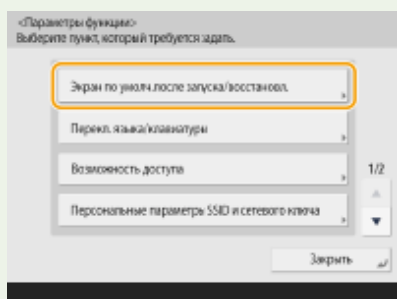 <Параметры функции>
Выберите пункт, который требуется задать.
Экран по умолч.после запуска/восстановл.
Перекл. языка/клавиатуры
Возможность доступа
1/2
Персональные параметры SSID и сетевого ключа
Закрыть